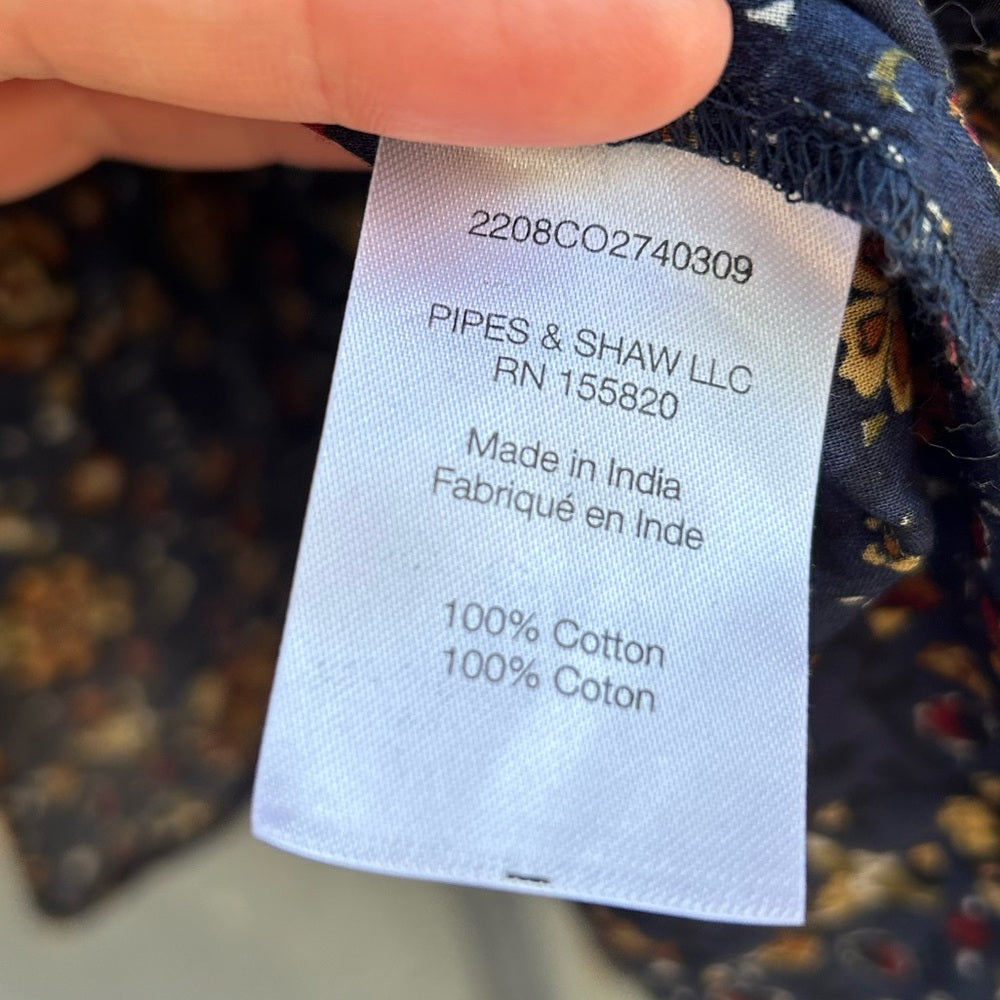 2208CO2740309
PIPES & SHAW LLC
RN 155820
Made in India
Fabriqué en Inde
100% Cotton
100% Coton